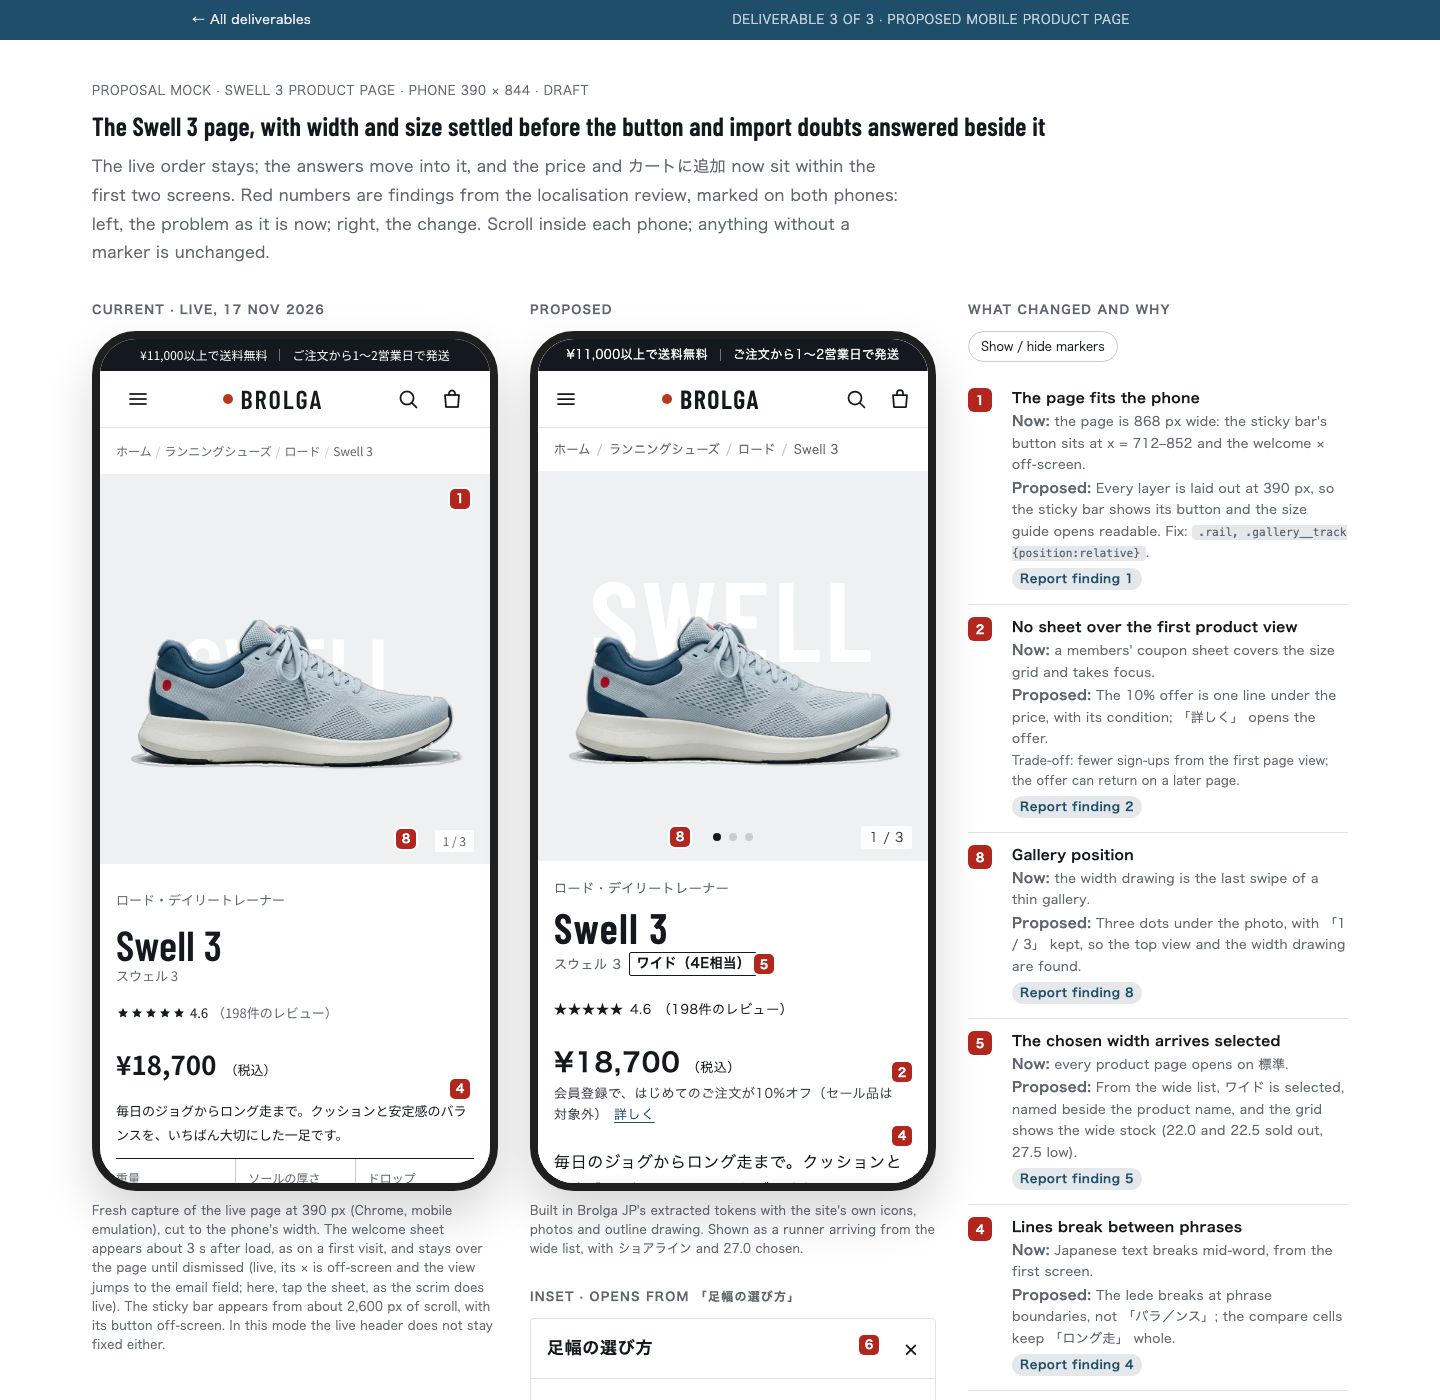 ← All deliverables
DELIVERABLE 3 OF 3 · PROPOSED MOBILE PRODUCT PAGE
PROPOSAL MOCK · SWELL 3 PRODUCT PAGE · PHONE 390 × 844 · DRAFT
The Swell 3 page, with width and size settled before the button and import doubts answered beside it
The live order stays; the answers move into it, and the price and カートに追加 now sit within the
first two screens. Red numbers are findings from the localisation review, marked on both phones:
left, the problem as it is now; right, the change. Scroll inside each phone; anything without a
marker is unchanged.
CURRENT · LIVE, 17 NOV 2026
¥11,000以上で送料無料 | ご注文から1〜2営業日で発送
BROLGA
ホーム / ランニングシューズ / ロード / Swell 3
1
SWELL
8
1 / 3
ロード・デイリートレーナー
Swell 3
スウェル 3
★★★★★ 4.6 （198件のレビュー）
¥18,700 （税込）
4
毎日のジョグからロング走まで。クッションと安定感のバラ
ンスを、いちばん大切にした一足です。
重量
ソールの厚さ
ドロップ
Fresh capture of the live page at 390 px (Chrome, mobile
emulation), cut to the phone's width. The welcome sheet
appears about 3 s after load, as on a first visit, and stays over
the page until dismissed (live, its × is off-screen and the view
jumps to the email field; here, tap the sheet, as the scrim does
live). The sticky bar appears from about 2,600 px of scroll, with
its button off-screen. In this mode the live header does not stay
fixed either.
PROPOSED
¥11,000以上で送料無料 | ご注文から1〜2営業日で発送
BROLGA
ホーム / ランニングシューズ / ロード / Swell 3
SWELL
8
1 / 3
ロード・デイリートレーナー
Swell 3
スウェル 3 ワイド（4E相当） 5
★★★★★ 4.6 （198件のレビュー）
¥18,700 （税込）
2
会員登録で、はじめてのご注文が10%オフ（セール品は
対象外） 詳しく
4
毎日のジョグからロング走まで。クッションと
Built in Brolga JP's extracted tokens with the site's own icons,
photos and outline drawing. Shown as a runner arriving from the
wide list, with ショアライン and 27.0 chosen.
INSET · OPENS FROM 「足幅の選び方」
足幅の選び方
6
×
WHAT CHANGED AND WHY
Show / hide markers
1
The page fits the phone
Now: the page is 868 px wide: the sticky bar's
button sits at x = 712–852 and the welcome ×
off-screen.
Proposed: Every layer is laid out at 390 px, so
the sticky bar shows its button and the size
guide opens readable. Fix: .rail, .gallery__track
{position:relative} .
Report finding 1
2
No sheet over the first product view
Now: a members' coupon sheet covers the size
grid and takes focus.
Proposed: The 10% offer is one line under the
price, with its condition; 「詳しく」 opens the
offer.
Trade-off: fewer sign-ups from the first page view;
the offer can return on a later page.
Report finding 2
8
Gallery position
Now: the width drawing is the last swipe of a
thin gallery.
Proposed: Three dots under the photo, with 「1
/ 3」 kept, so the top view and the width drawing
are found.
Report finding 8
5
The chosen width arrives selected
Now: every product page opens on 標準.
Proposed: From the wide list, ワイド is selected,
named beside the product name, and the grid
shows the wide stock (22.0 and 22.5 sold out,
27.5 low).
Report finding 5
4
Lines break between phrases
Now: Japanese text breaks mid-word, from the
first screen.
Proposed: The lede breaks at phrase
boundaries, not 「バラ／ンス」; the compare cells
keep 「ロング走」 whole.
Report finding 4